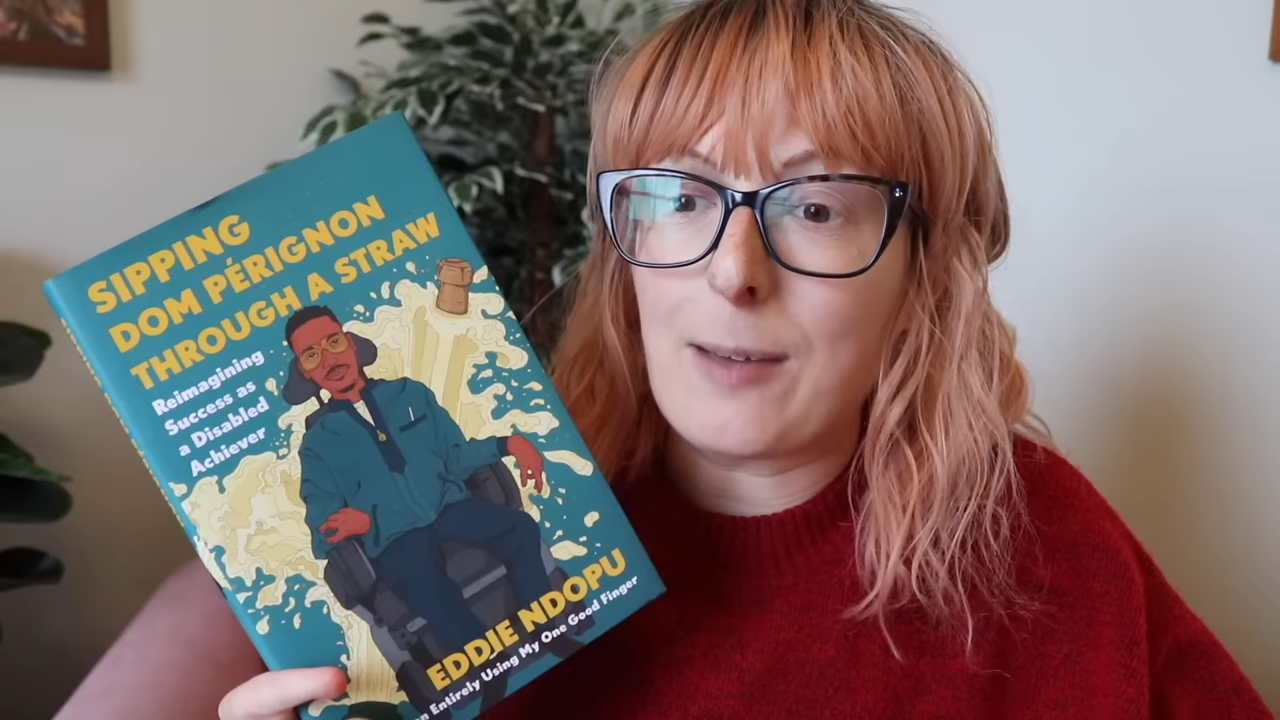 SIPPING
DOM PÉRIGNON
THROUGH A STRAW
Reimagining
Success as
a Disabled
Achiever
EDDIE NDOPU
Entirely Using My One Good Finger